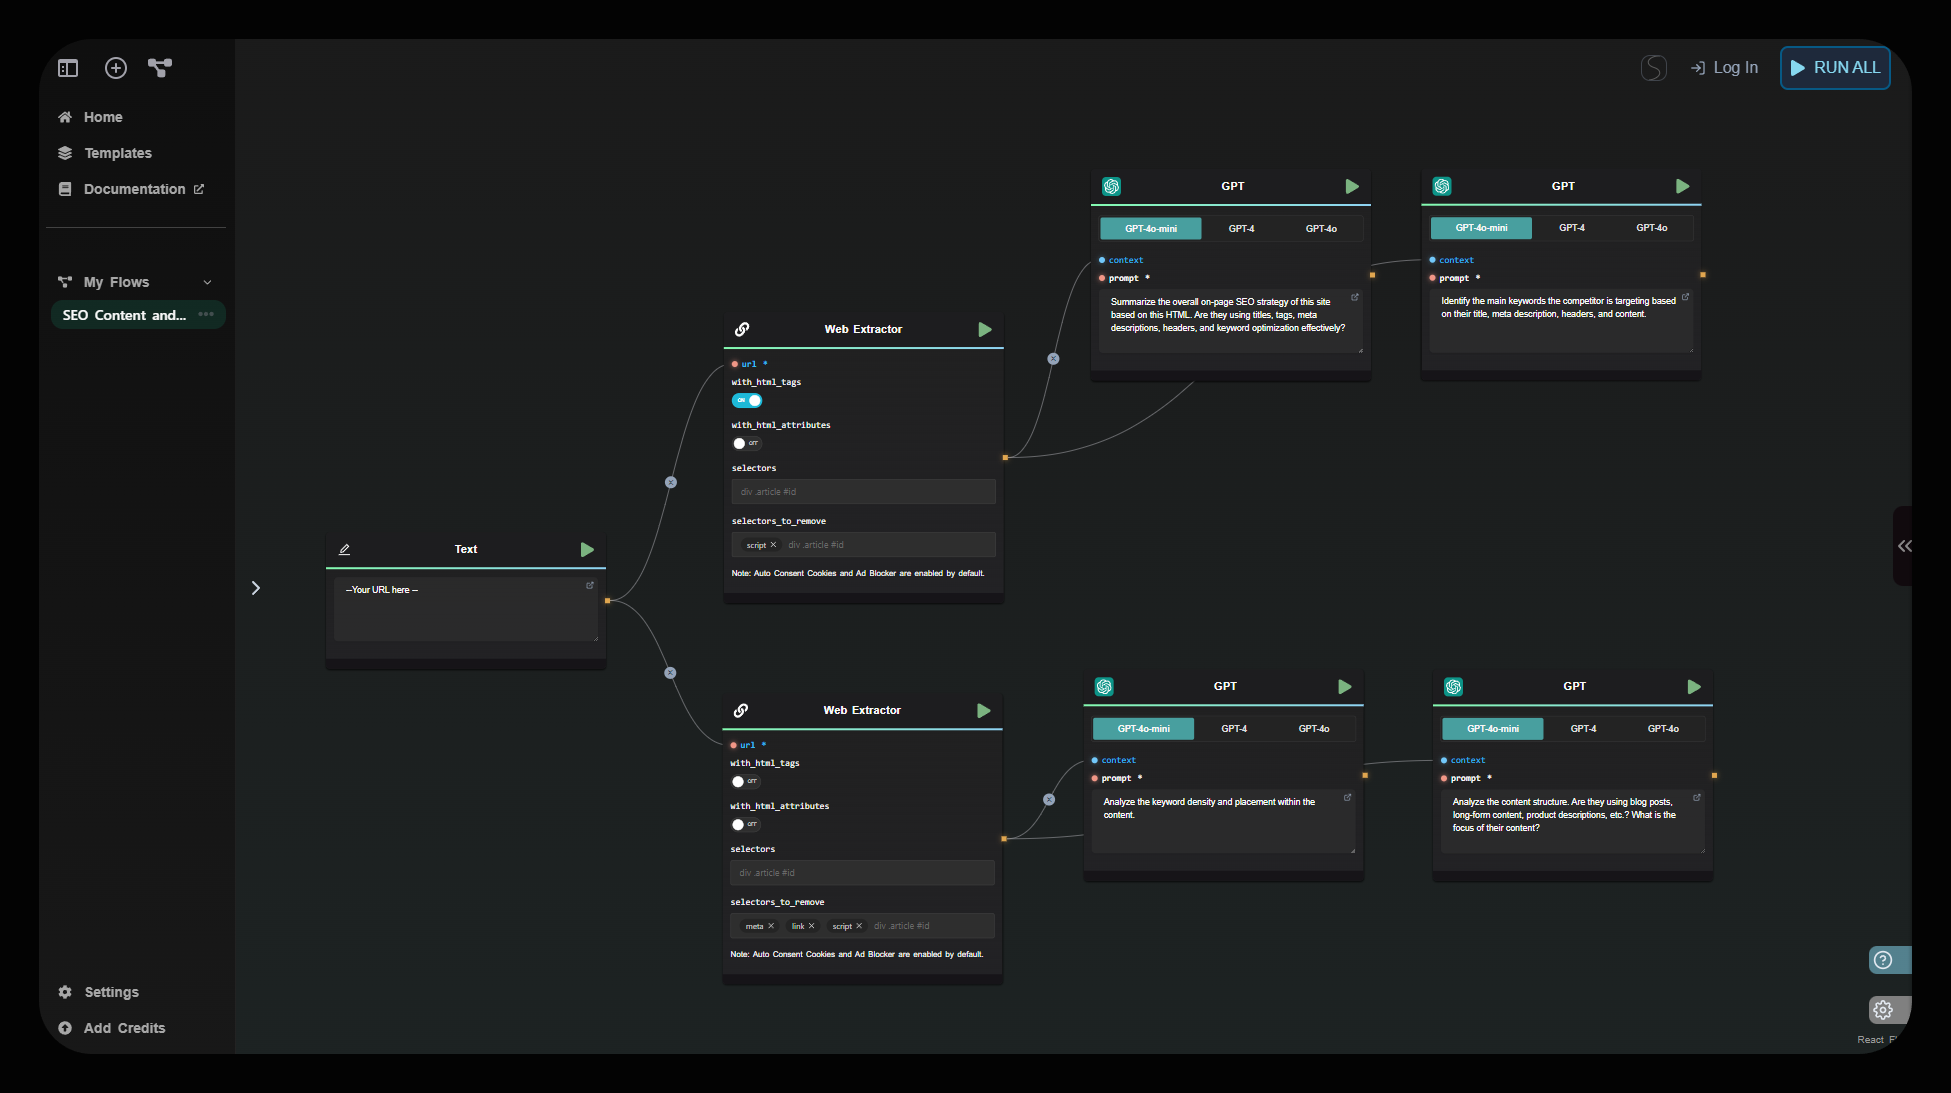 Log In
RUN ALL
Home
Templates
Documentation
My Flows
SEO Content and...
Settings
Add Credits
Text
--Your URL here --
Web Extractor
url *
with_html_tags
ON
with_html_attributes
OFF
selectors
div .article #id
selectors_to_remove
script × div .article #id
Note: Auto Consent Cookies and Ad Blocker are enabled by default.
Web Extractor
url *
with_html_tags
OFF
with_html_attributes
OFF
selectors
div .article #id
selectors_to_remove
meta × link × script × div .article #id
Note: Auto Consent Cookies and Ad Blocker are enabled by default.
GPT
GPT-4o-mini GPT-4 GPT-4o
context
prompt *
Summarize the overall on-page SEO strategy of this site
based on this HTML. Are they using titles, tags, meta
descriptions, headers, and keyword optimization effectively?
GPT
GPT-4o-mini GPT-4 GPT-4o
context
prompt *
Identify the main keywords the competitor is targeting based
on their title, meta description, headers, and content.
GPT
GPT-4o-mini GPT-4 GPT-4o
context
prompt *
Analyze the keyword density and placement within the
content.
GPT
GPT-4o-mini GPT-4 GPT-4o
context
prompt *
Analyze the content structure. Are they using blog posts,
long-form content, product descriptions, etc.? What is the
focus of their content?
React